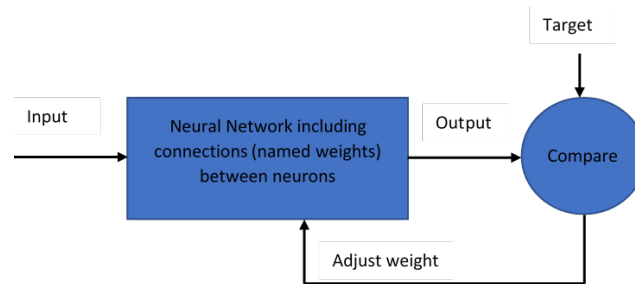 Target
Input
Neural Network including
connections (named weights)
between neurons
Output
Compare
Adjust weight